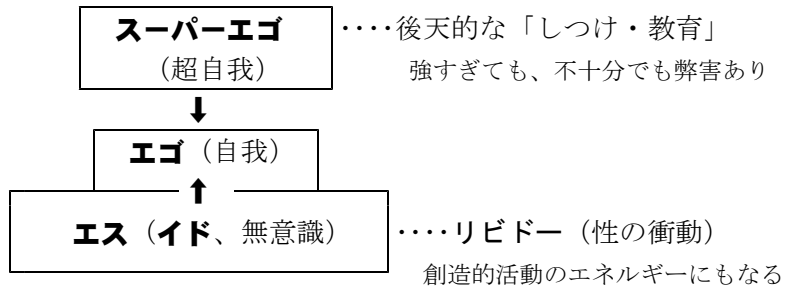 スーパーエゴ ‥‥後天的な「しつけ・教育」
(超自我) 強すぎても、不十分でも弊害あり
⬇
エゴ(自我)
⬆
エス(イド、無意識) ‥‥リビドー(性の衝動)
創造的活動のエネルギーにもなる